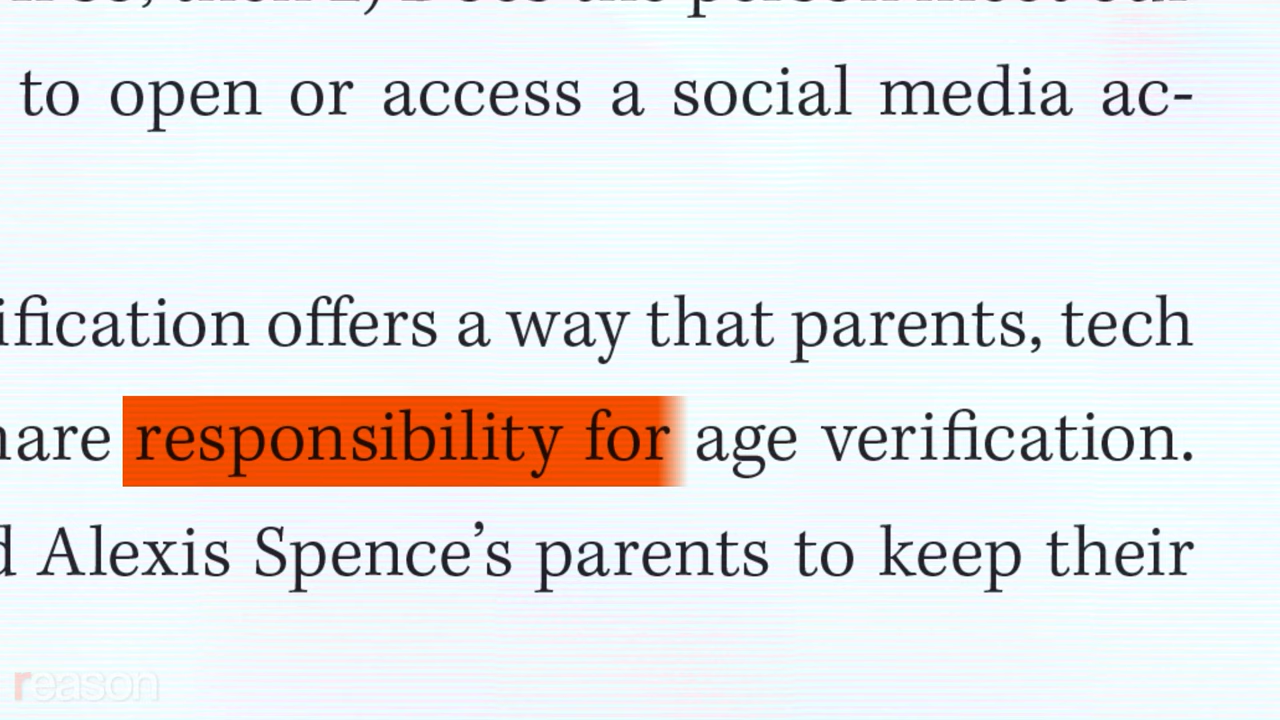 to open or access a social media ac-
ification offers a way that parents, tech
responsibility for age verification.
Alexis Spence’s parents to keep their
reason